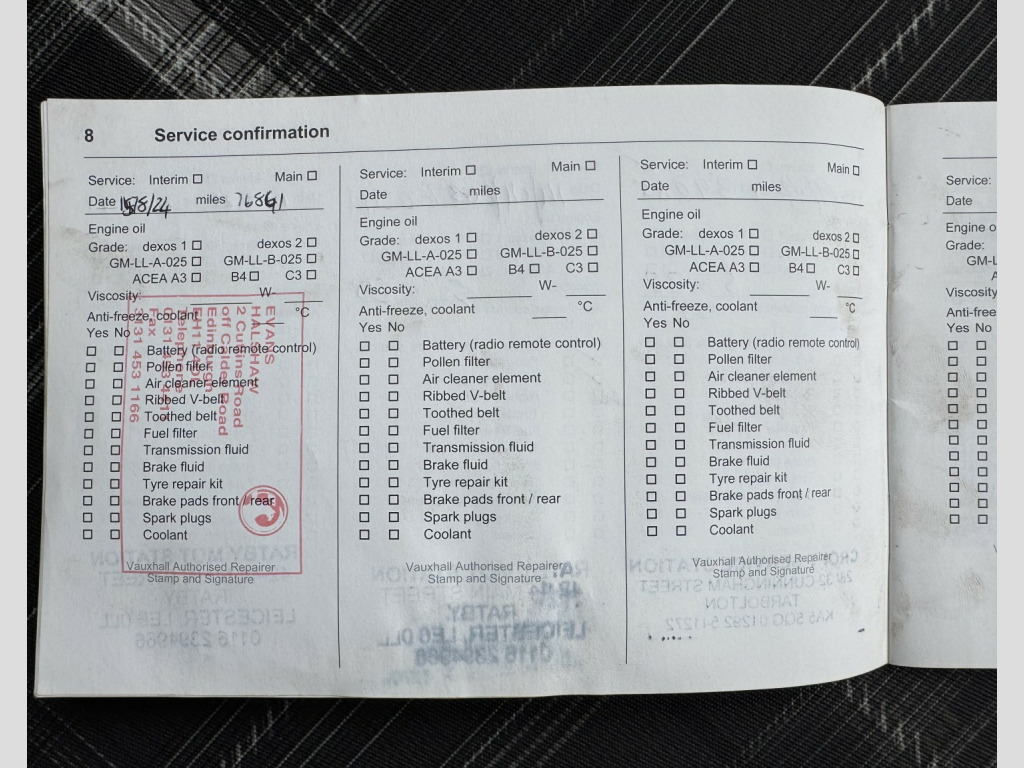 8 Service confirmation
Service: Interim ☐ Main ☐
Date 15/8/24 miles
Engine oil
Grade: dexos 1 ☐ dexos 2 ☐
GM-LL-A-025 ☐ GM-LL-B-025 ☐
ACEA A3 ☐ B4 ☐ C3 ☐
Viscosity: W-
Anti-freeze, coolant °C
Yes No
☐ ☐ Battery (radio remote control)
☐ ☐ Pollen filter
☐ ☐ Air cleaner element
☐ ☐ Ribbed V-belt
☐ ☐ Toothed belt
☐ ☐ Fuel filter
☐ ☐ Transmission fluid
☐ ☐ Brake fluid
☐ ☐ Tyre repair kit
☐ ☐ Brake pads front / rear
☐ ☐ Spark plugs
☐ ☐ Coolant
Vauxhall Authorised Repairer
Stamp and Signature
EVANS
HALSHAW
2 Cultins Road
off Calder Road
Edinburgh
EH11
Telephone
0131
Fax
0131 453 1166
Service: Interim ☐ Main ☐
Date miles
Engine oil
Grade: dexos 1 ☐ dexos 2 ☐
GM-LL-A-025 ☐ GM-LL-B-025 ☐
ACEA A3 ☐ B4 ☐ C3 ☐
Viscosity: W-
Anti-freeze, coolant °C
Yes No
☐ ☐ Battery (radio remote control)
☐ ☐ Pollen filter
☐ ☐ Air cleaner element
☐ ☐ Ribbed V-belt
☐ ☐ Toothed belt
☐ ☐ Fuel filter
☐ ☐ Transmission fluid
☐ ☐ Brake fluid
☐ ☐ Tyre repair kit
☐ ☐ Brake pads front / rear
☐ ☐ Spark plugs
☐ ☐ Coolant
Vauxhall Authorised Repairer
Stamp and Signature
Service: Interim ☐ Main ☐
Date miles
Engine oil
Grade: dexos 1 ☐ dexos 2 ☐
GM-LL-A-025 ☐ GM-LL-B-025 ☐
ACEA A3 ☐ B4 ☐ C3 ☐
Viscosity: W-
Anti-freeze, coolant °C
Yes No
☐ ☐ Battery (radio remote control)
☐ ☐ Pollen filter
☐ ☐ Air cleaner element
☐ ☐ Ribbed V-belt
☐ ☐ Toothed belt
☐ ☐ Fuel filter
☐ ☐ Transmission fluid
☐ ☐ Brake fluid
☐ ☐ Tyre repair kit
☐ ☐ Brake pads front / rear
☐ ☐ Spark plugs
☐ ☐ Coolant
Vauxhall Authorised Repairer
Stamp and Signature
Service:
Date
Engine o
Grade:
GM-L
A
Viscosity
Anti-free
Yes No